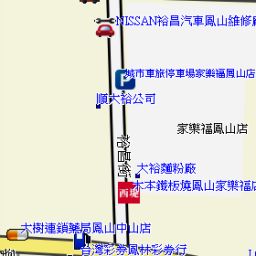 NISSAN裕昌汽車鳳山維修廠
城市車旅停車場家樂福鳳山店
順大裕公司
家樂福鳳山店
裕昌街
大裕麵粉廠
木本鐵板燒鳳山家樂福店
西堤
大樹連鎖藥局鳳山中山店
台灣彩券鳳林彩券行